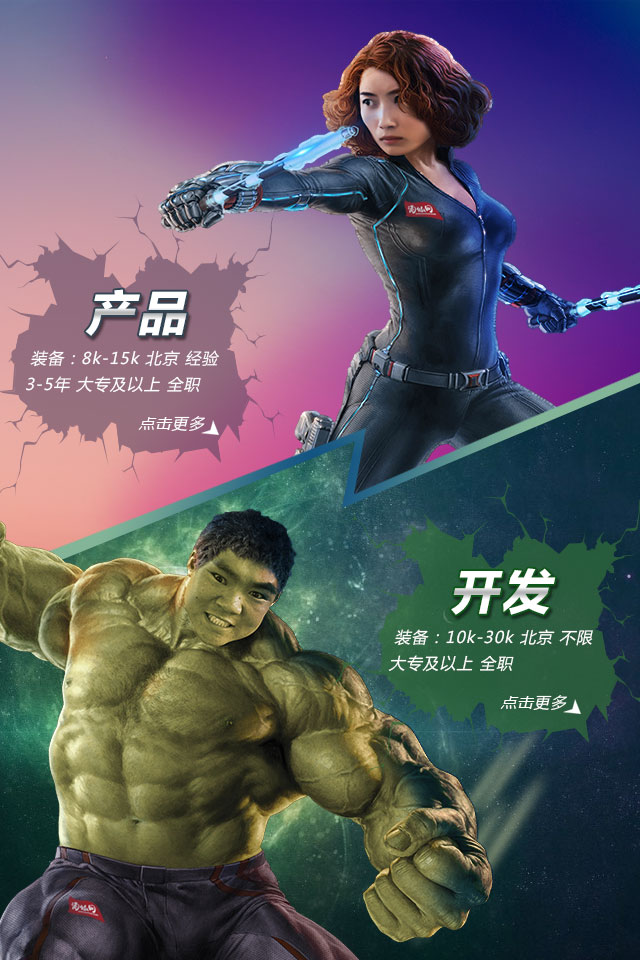 产品
装备：8k-15k 北京 经验
3-5年 大专及以上 全职
点击更多
开发
装备：10k-30k 北京 不限
大专及以上 全职
点击更多